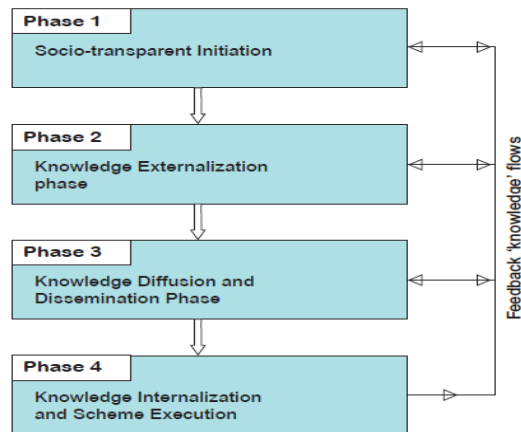 Phase 1
Socio-transparent Initiation
Phase 2
Knowledge Externalization
phase
Phase 3
Knowledge Diffusion and
Dissemination Phase
Phase 4
Knowledge Internalization
and Scheme Execution
Feedback 'knowledge' flows